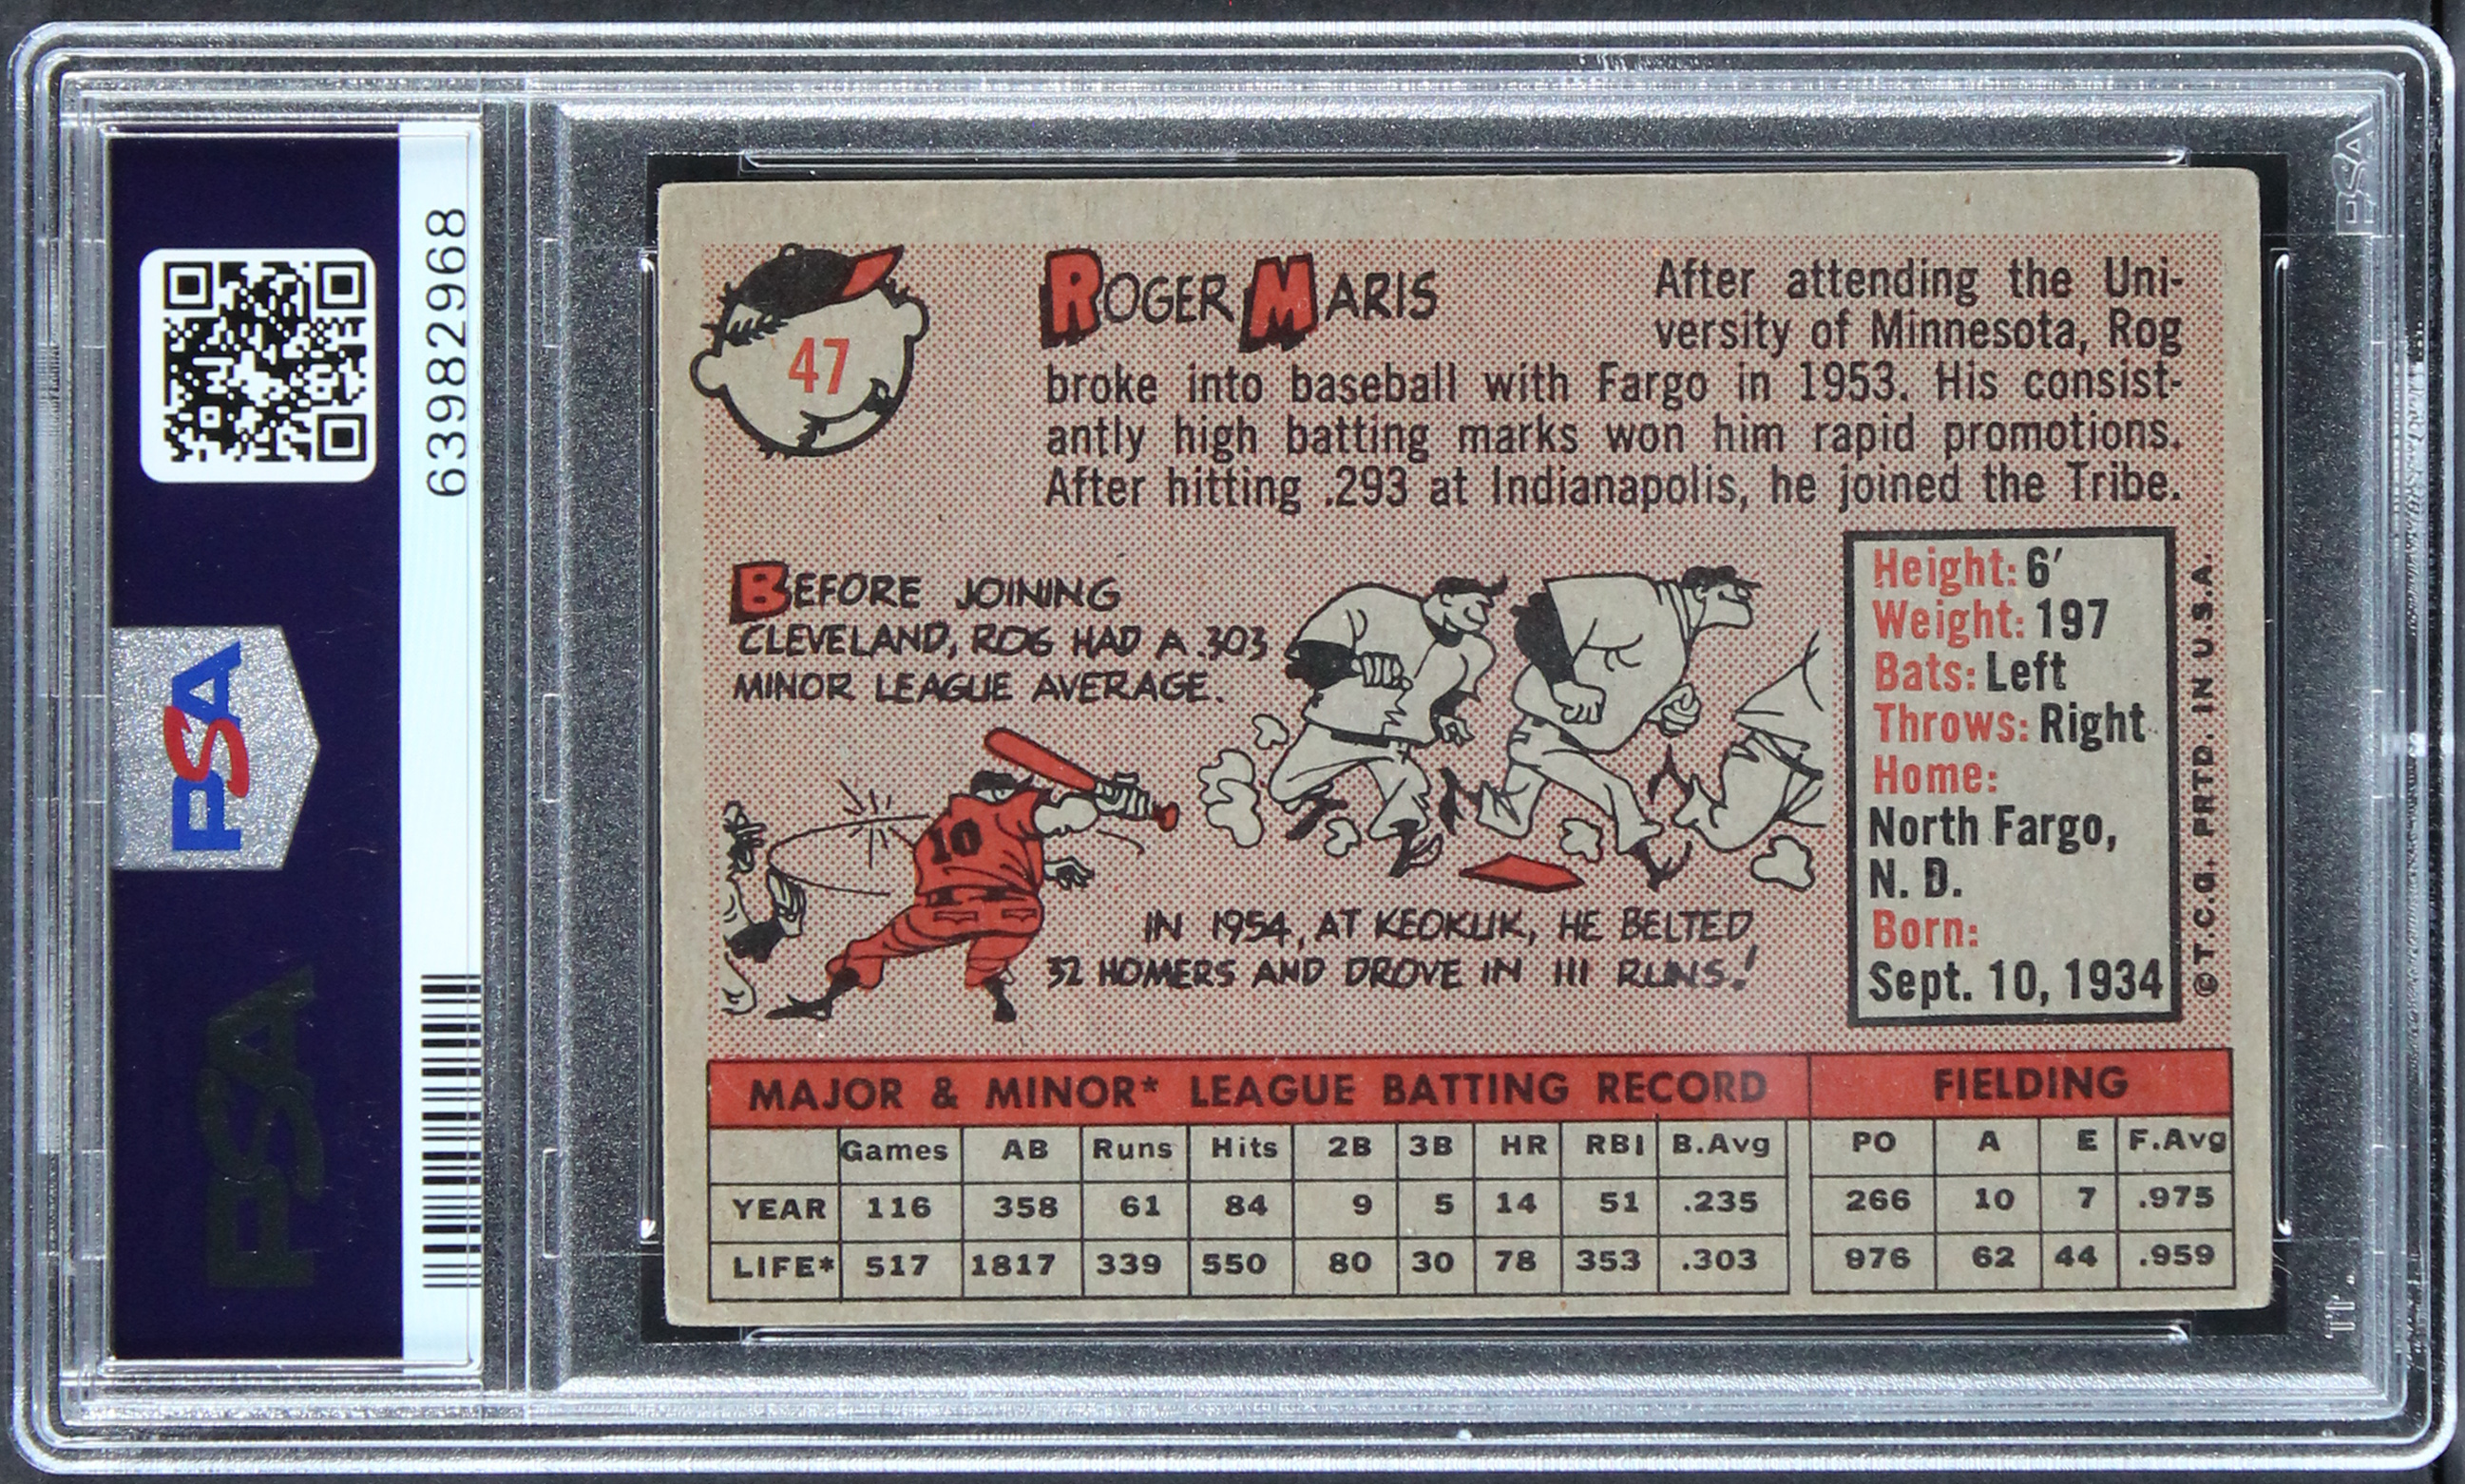 63982968
PSA
PSA
PSA
47
ROGER MARIS
After attending the Uni-
versity of Minnesota, Rog
broke into baseball with Fargo in 1953. His consist-
antly high batting marks won him rapid promotions.
After hitting .293 at Indianapolis, he joined the Tribe.
BEFORE JOINING
CLEVELAND, ROG HAD A .303
MINOR LEAGUE AVERAGE.
10
IN 1954, AT KEOKUK, HE BELTED
32 HOMERS AND DROVE IN 111 RUNS!
Height: 6′
Weight: 197
Bats: Left
Throws: Right
Home:
North Fargo,
N. D.
Born:
Sept. 10, 1934
©T.C.G. PRTD. IN U.S.A.
MAJOR & MINOR* LEAGUE BATTING RECORD FIELDING
Games AB Runs Hits 2B 3B HR RBI B.Avg PO A E F.Avg
YEAR 116 358 61 84 9 5 14 51 .235 266 10 7 .975
LIFE* 517 1817 339 550 80 30 78 353 .303 976 62 44 .959